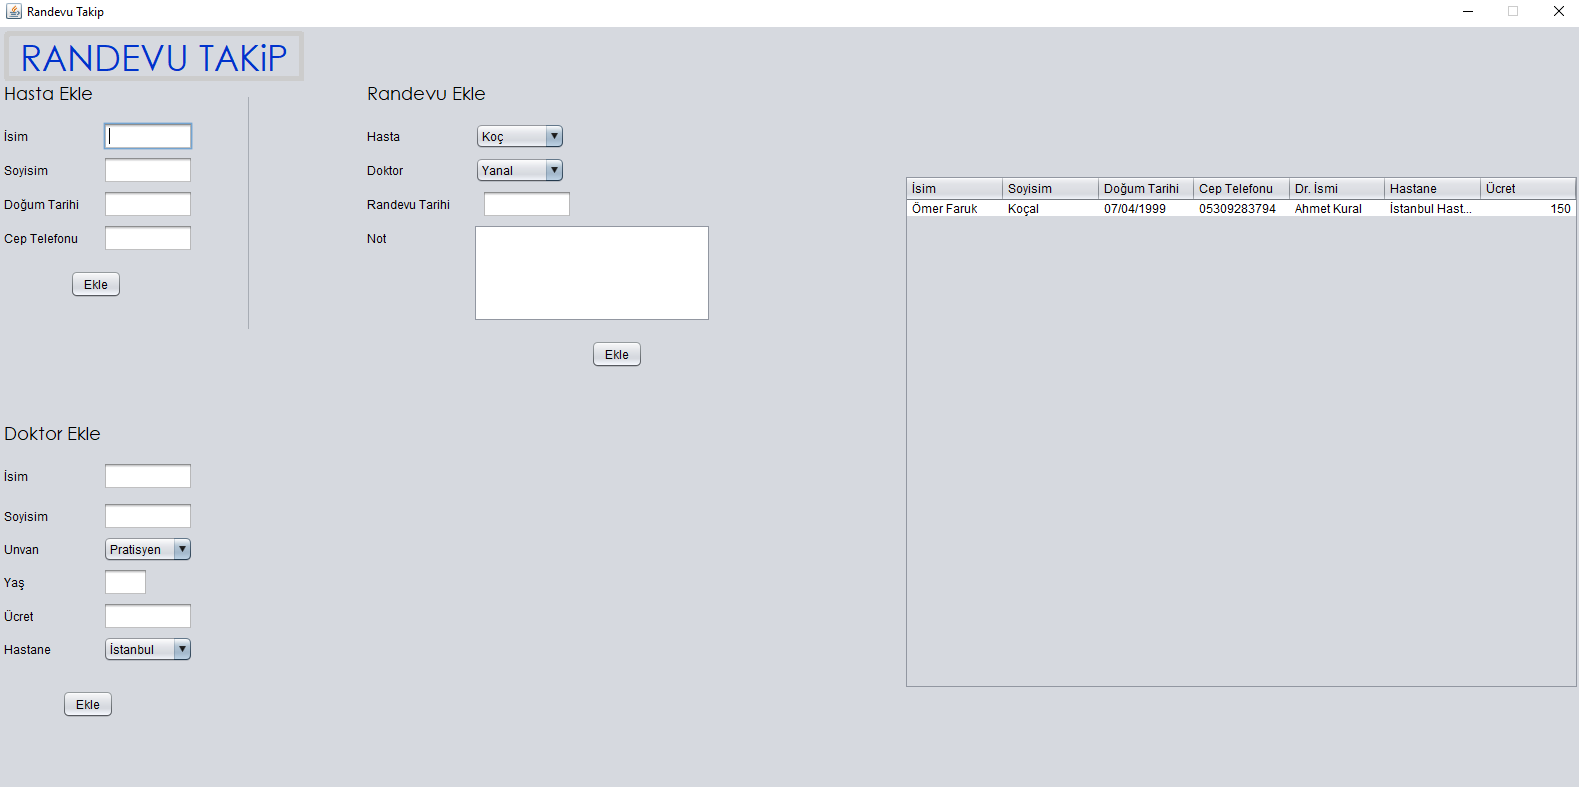 Randevu Takip
RANDEVU TAKiP
Hasta Ekle
İsim
Soyisim
Doğum Tarihi
Cep Telefonu
Ekle
Randevu Ekle
Hasta Koç
Doktor Yanal
Randevu Tarihi
Not
Ekle
Doktor Ekle
İsim
Soyisim
Unvan Pratisyen
Yaş
Ücret
Hastane İstanbul
Ekle
İsim Soyisim Doğum Tarihi Cep Telefonu Dr. İsmi Hastane Ücret
Ömer Faruk Koçal 07/04/1999 05309283794 Ahmet Kural İstanbul Hast... 150